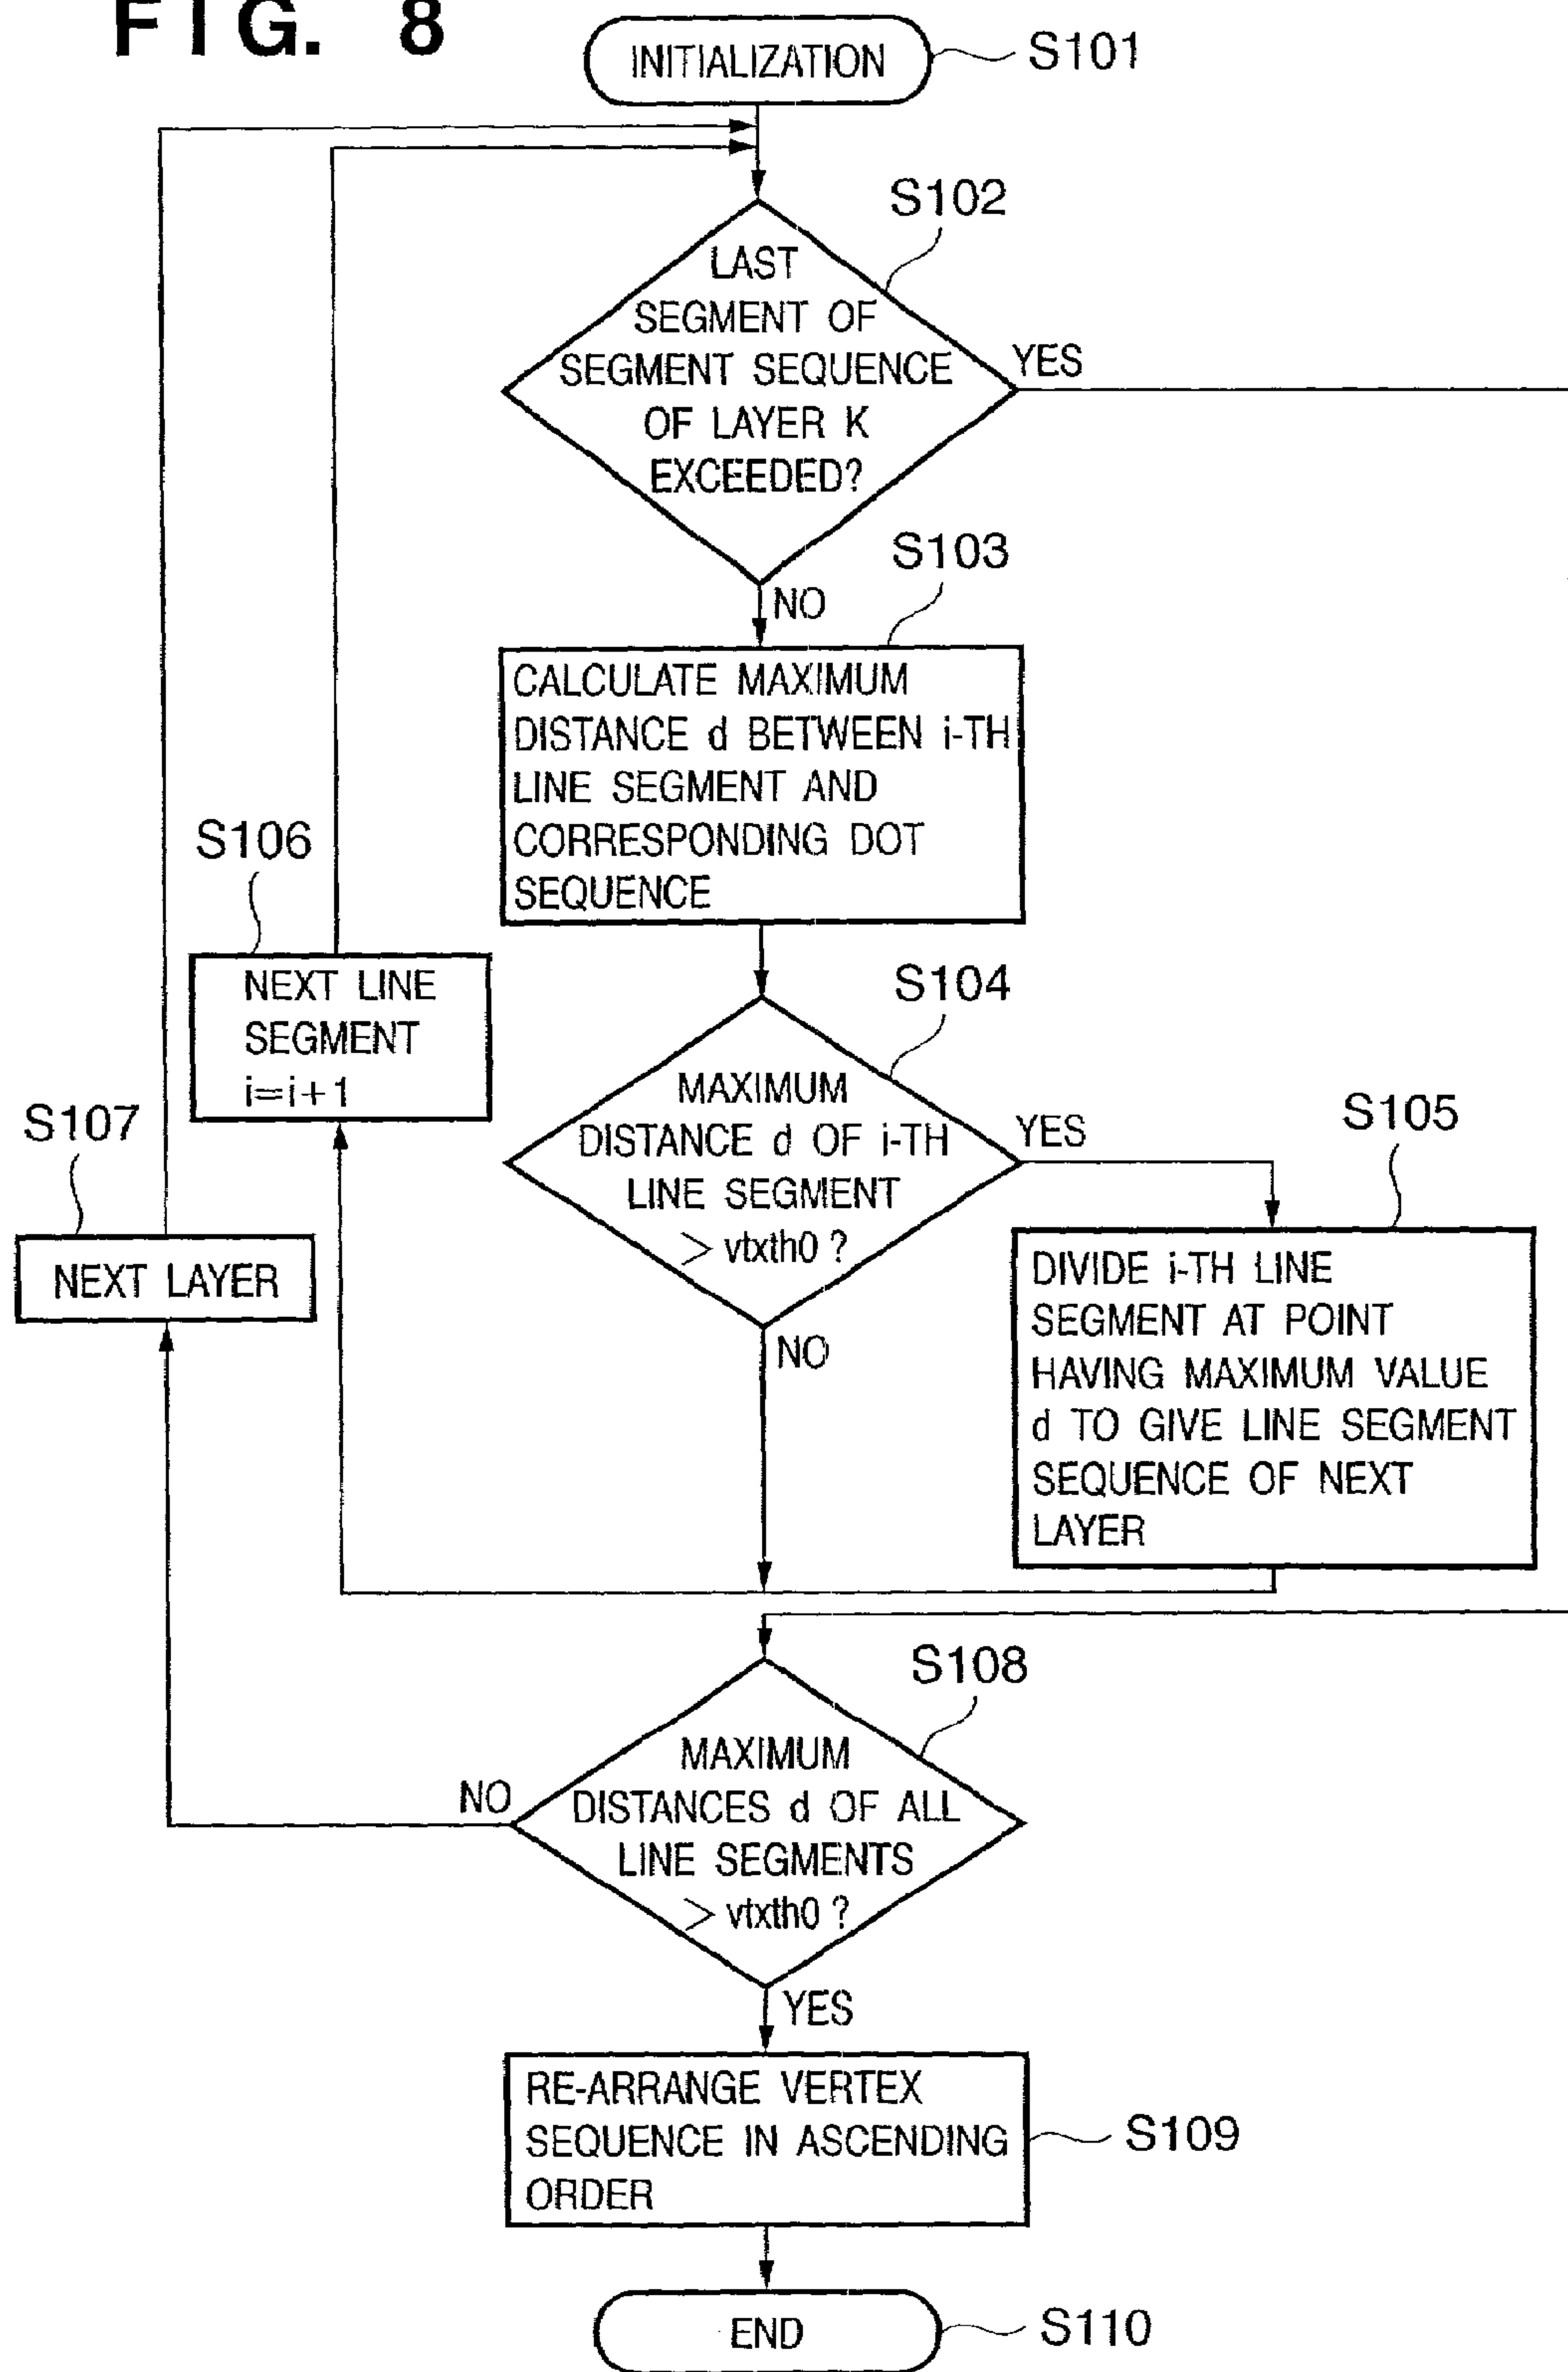 FIG. 8
INITIALIZATION
S101
S102
LAST
SEGMENT OF
SEGMENT SEQUENCE
OF LAYER K
EXCEEDED?
YES
NO
S103
CALCULATE MAXIMUM
DISTANCE d BETWEEN i-TH
LINE SEGMENT AND
CORRESPONDING DOT
SEQUENCE
S106
NEXT LINE
SEGMENT
i=i+1
S104
MAXIMUM
DISTANCE d OF i-TH
LINE SEGMENT
> vtxth0 ?
YES
NO
S105
DIVIDE i-TH LINE
SEGMENT AT POINT
HAVING MAXIMUM VALUE
d TO GIVE LINE SEGMENT
SEQUENCE OF NEXT
LAYER
S107
NEXT LAYER
S108
MAXIMUM
DISTANCES d OF ALL
LINE SEGMENTS
> vtxth0 ?
NO
YES
RE-ARRANGE VERTEX
SEQUENCE IN ASCENDING
ORDER
S109
END
S110